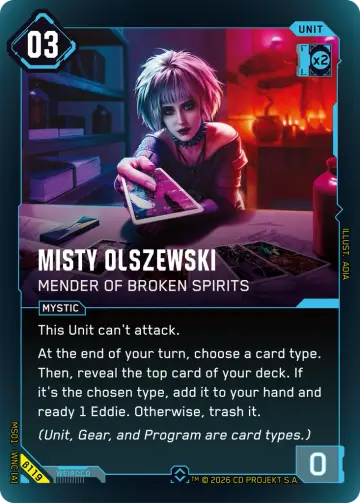 03
UNIT
x2
ILLUST. ADIA
MISTY OLSZEWSKI
MENDER OF BROKEN SPIRITS
MYSTIC
This Unit can't attack.
At the end of your turn, choose a card type.
Then, reveal the top card of your deck. If
it's the chosen type, add it to your hand and
ready 1 Eddie. Otherwise, trash it.
(Unit, Gear, and Program are card types.)
0
β119
WEIRDCO
™ © 2026 CD PROJEKT S.A.